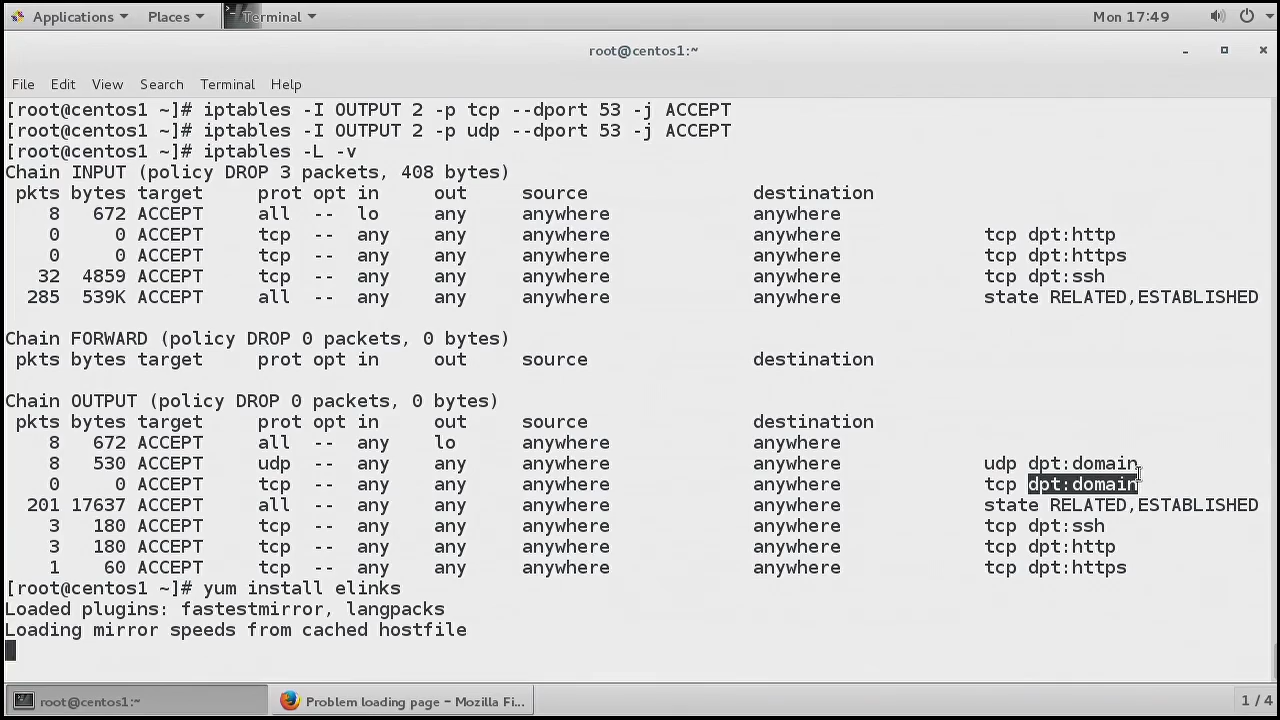 Applications Places Terminal Mon 17:49
root@centos1:~
File Edit View Search Terminal Help
[root@centos1 ~]# iptables -I OUTPUT 2 -p tcp --dport 53 -j ACCEPT
[root@centos1 ~]# iptables -I OUTPUT 2 -p udp --dport 53 -j ACCEPT
[root@centos1 ~]# iptables -L -v
Chain INPUT (policy DROP 3 packets, 408 bytes)
pkts bytes target prot opt in out source destination
8 672 ACCEPT all -- lo any anywhere anywhere
0 0 ACCEPT tcp -- any any anywhere anywhere tcp dpt:http
0 0 ACCEPT tcp -- any any anywhere anywhere tcp dpt:https
32 4859 ACCEPT tcp -- any any anywhere anywhere tcp dpt:ssh
285 539K ACCEPT all -- any any anywhere anywhere state RELATED,ESTABLISHED
Chain FORWARD (policy DROP 0 packets, 0 bytes)
pkts bytes target prot opt in out source destination
Chain OUTPUT (policy DROP 0 packets, 0 bytes)
pkts bytes target prot opt in out source destination
8 672 ACCEPT all -- any lo anywhere anywhere
8 530 ACCEPT udp -- any any anywhere anywhere udp dpt:domain
0 0 ACCEPT tcp -- any any anywhere anywhere tcp dpt:domain
201 17637 ACCEPT all -- any any anywhere anywhere state RELATED,ESTABLISHED
3 180 ACCEPT tcp -- any any anywhere anywhere tcp dpt:ssh
3 180 ACCEPT tcp -- any any anywhere anywhere tcp dpt:http
1 60 ACCEPT tcp -- any any anywhere anywhere tcp dpt:https
[root@centos1 ~]# yum install elinks
Loaded plugins: fastestmirror, langpacks
Loading mirror speeds from cached hostfile
root@centos1:~ Problem loading page – Mozilla Fi... 1 / 4